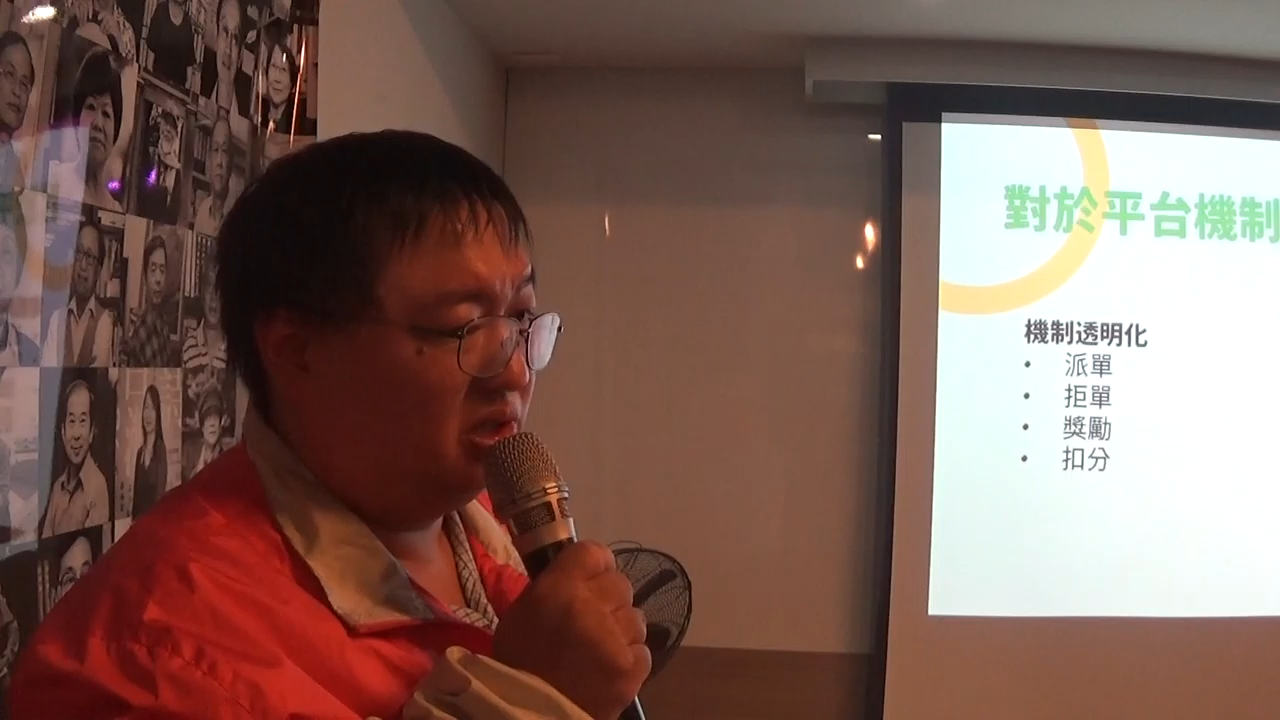 對於平台機制
機制透明化
• 派單
• 拒單
• 獎勵
• 扣分